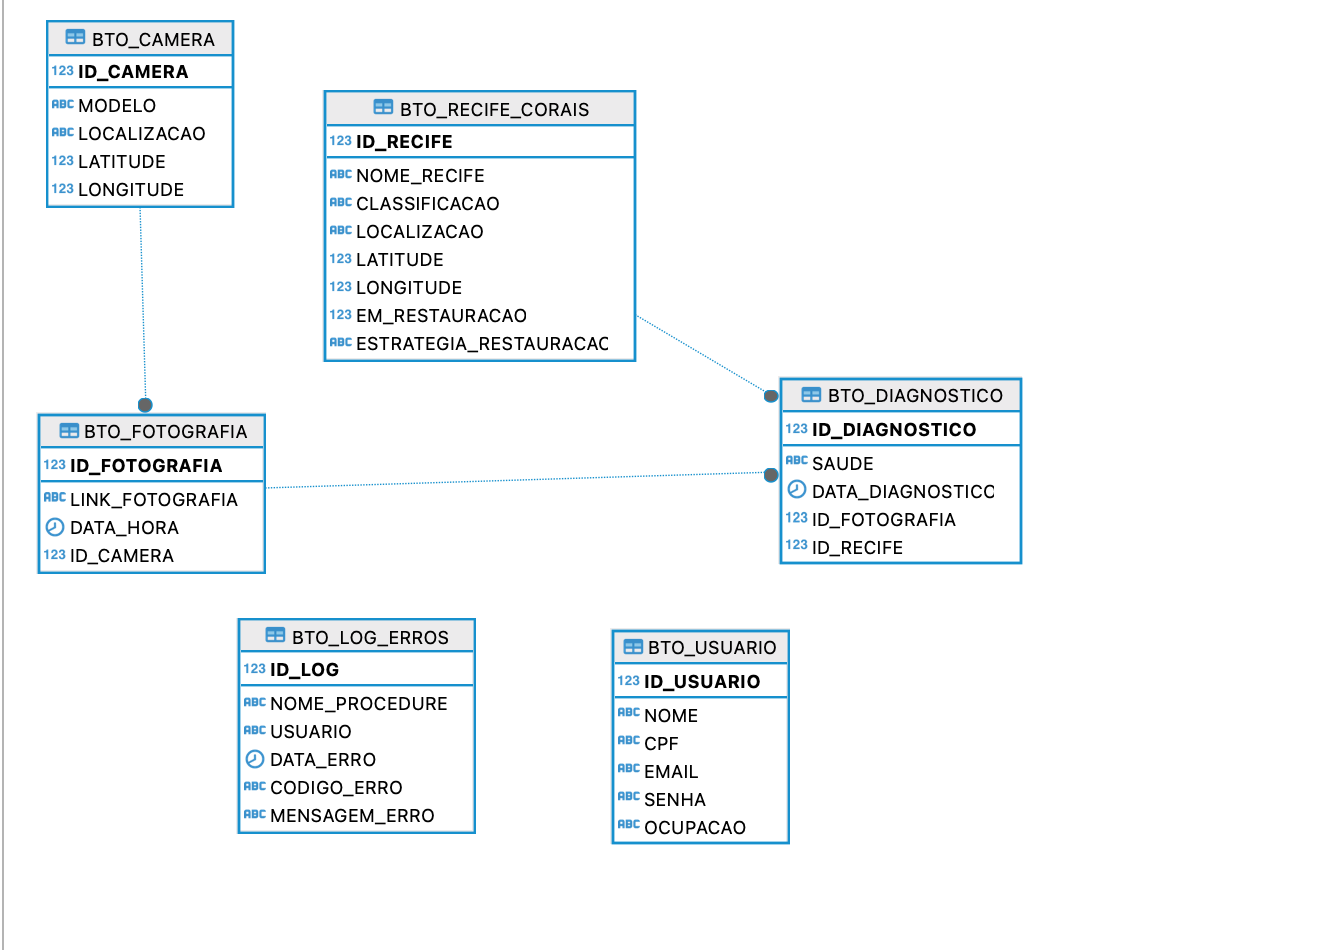 BTO_CAMERA
123 ID_CAMERA
ABC MODELO
ABC LOCALIZACAO
123 LATITUDE
123 LONGITUDE
BTO_RECIFE_CORAIS
123 ID_RECIFE
ABC NOME_RECIFE
ABC CLASSIFICACAO
ABC LOCALIZACAO
123 LATITUDE
123 LONGITUDE
123 EM_RESTAURACAO
ABC ESTRATEGIA_RESTAURACAC
BTO_FOTOGRAFIA
123 ID_FOTOGRAFIA
ABC LINK_FOTOGRAFIA
DATA_HORA
123 ID_CAMERA
BTO_DIAGNOSTICO
123 ID_DIAGNOSTICO
ABC SAUDE
DATA_DIAGNOSTICC
123 ID_FOTOGRAFIA
123 ID_RECIFE
BTO_LOG_ERROS
123 ID_LOG
ABC NOME_PROCEDURE
ABC USUARIO
DATA_ERRO
ABC CODIGO_ERRO
ABC MENSAGEM_ERRO
BTO_USUARIO
123 ID_USUARIO
ABC NOME
ABC CPF
ABC EMAIL
ABC SENHA
ABC OCUPACAO